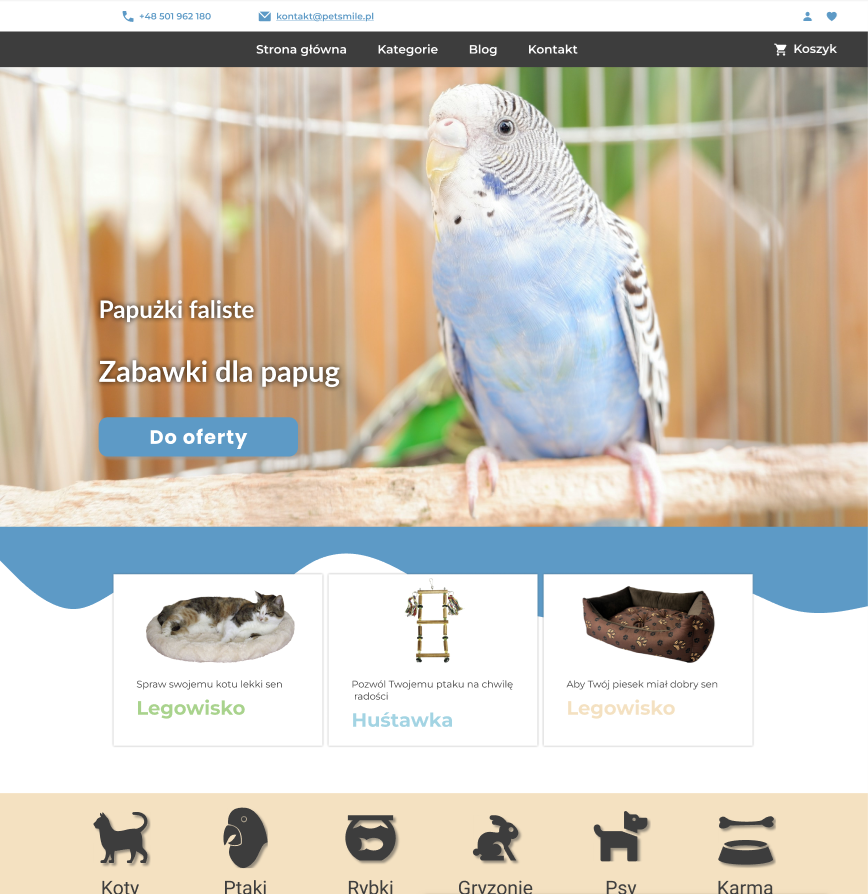 +48 501 962 180
kontakt@petsmile.pl
Strona główna
Kategorie
Blog
Kontakt
Koszyk
Papużki faliste
Zabawki dla papug
Do oferty
Spraw swojemu kotu lekki sen
Legowisko
Pozwól Twojemu ptaku na chwilę
radości
Huśtawka
Aby Twój piesek miał dobry sen
Legowisko
Koty
Ptaki
Rybki
Gryzonie
Psy
Karma